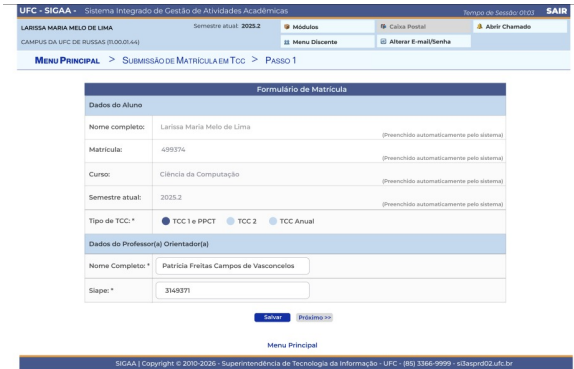 UFC - SIGAA - Sistema Integrado de Gestão de Atividades Acadêmicas
Tempo de Sessão: 01:03 SAIR
LARISSA MARIA MELO DE LIMA
Semestre atual: 2025.2
Módulos
Caixa Postal
Abrir Chamado
CAMPUS DA UFC DE RUSSAS (11.00.01.44)
Menu Discente
Alterar E-mail/Senha
MENU PRINCIPAL > SUBMISSÃO DE MATRÍCULA EM TCC > PASSO 1
Formulário de Matrícula
Dados do Aluno
Nome completo: Larissa Maria Melo de Lima
(Preenchido automaticamente pelo sistema)
Matrícula: 499374
(Preenchido automaticamente pelo sistema)
Curso: Ciência da Computação
(Preenchido automaticamente pelo sistema)
Semestre atual: 2025.2
(Preenchido automaticamente pelo sistema)
Tipo de TCC: * TCC 1 e PPCT TCC 2 TCC Anual
Dados do Professor(a) Orientador(a)
Nome Completo: * Patrícia Freitas Campos de Vasconcelos
Siape: * 3149371
Salvar Próximo >>
Menu Principal
SIGAA | Copyright © 2010-2026 - Superintendência de Tecnologia da Informação - UFC - (85) 3366-9999 - si3asprd02.ufc.br